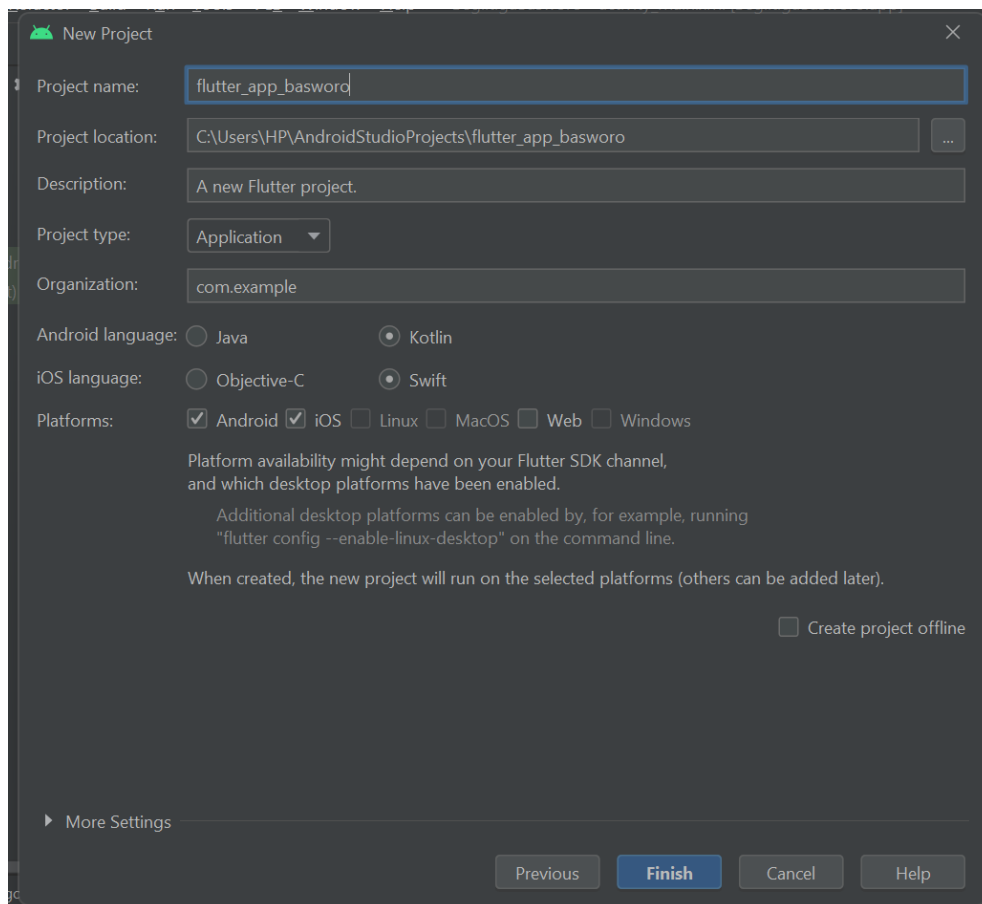 New Project
Project name: flutter_app_basworo
Project location: C:\Users\HP\AndroidStudioProjects\flutter_app_basworo ...
Description: A new Flutter project.
Project type: Application
Organization: com.example
Android language: Java Kotlin
iOS language: Objective-C Swift
Platforms: Android iOS Linux MacOS Web Windows
Platform availability might depend on your Flutter SDK channel,
and which desktop platforms have been enabled.
Additional desktop platforms can be enabled by, for example, running
"flutter config --enable-linux-desktop" on the command line.
When created, the new project will run on the selected platforms (others can be added later).
Create project offline
More Settings
Previous Finish Cancel Help